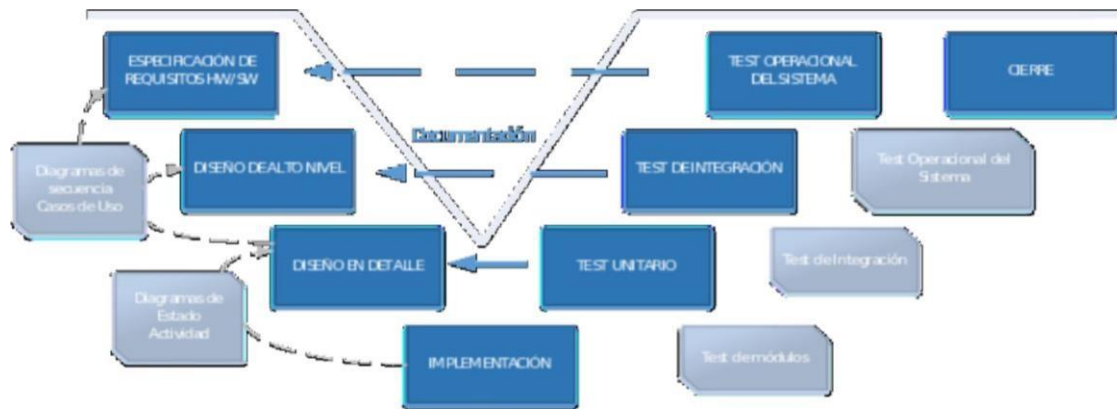 ESPECIFICACIÓN DE
REQUISITOS HW/SW
TEST OPERACIONAL
DEL SISTEMA
CIERRE
Documentación
Diagramas de
secuencia
Casos de Uso
DISEÑO DE ALTO NIVEL
TEST DE INTEGRACIÓN
Test Operacional del
Sistema
DISEÑO EN DETALLE
TEST UNITARIO
Test de Integración
Diagramas de
Estado
Actividad
IMPLEMENTACIÓN
Test de módulos